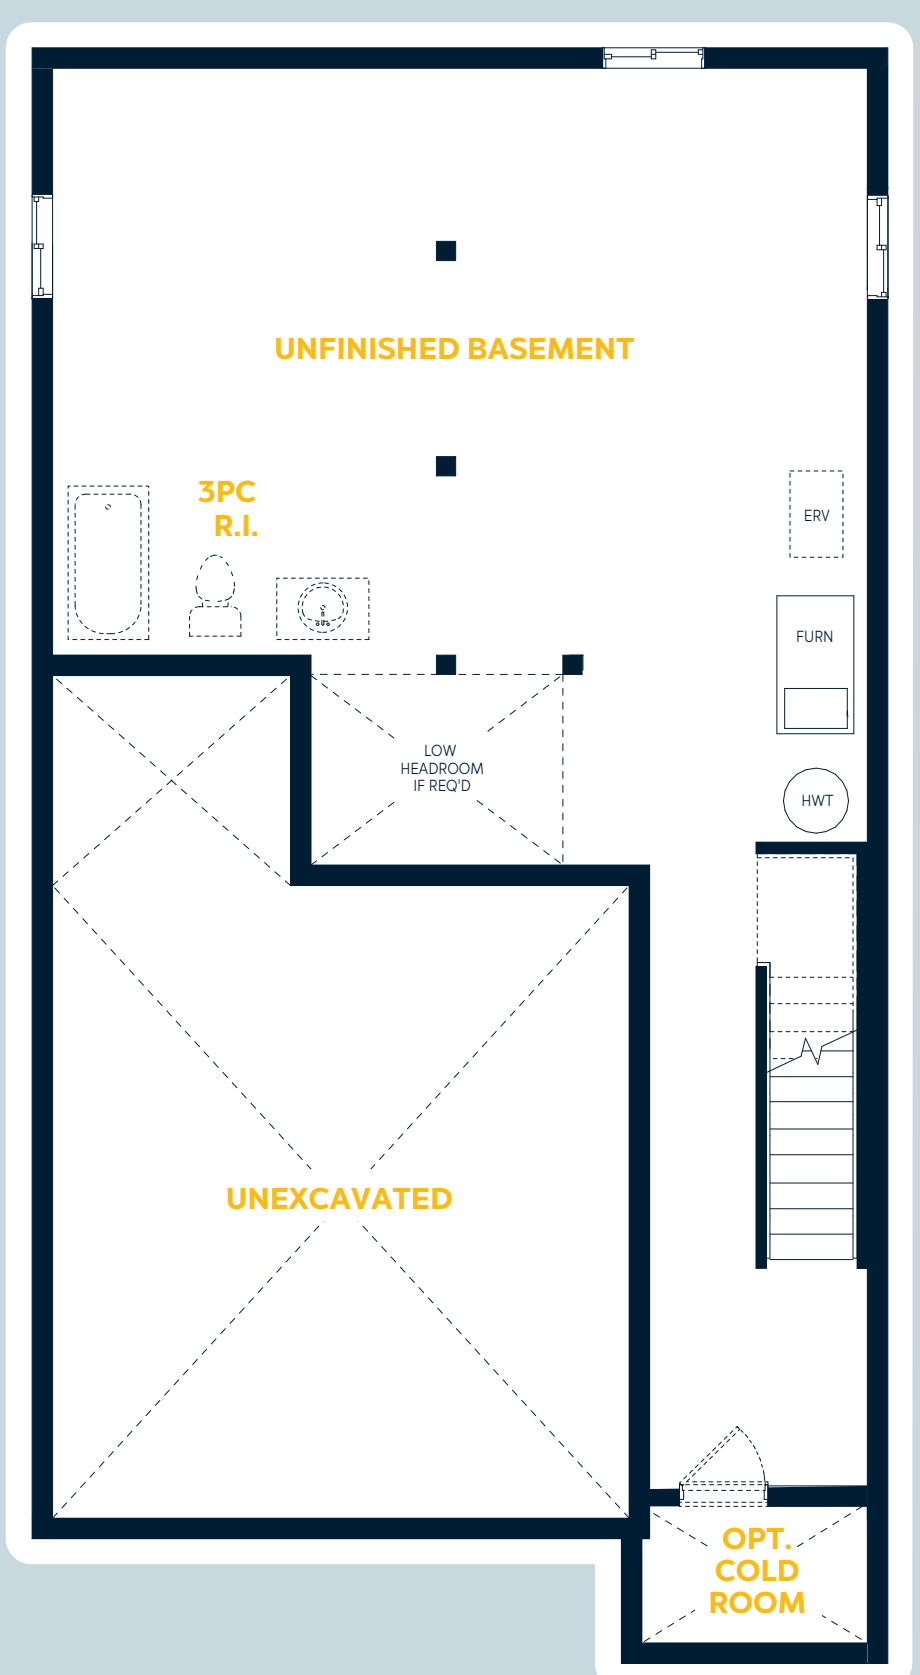 UNFINISHED BASEMENT
3PC
R.I.
ERV
FURN
LOW
HEADROOM
IF REQ'D
HWT
UNEXCAVATED
OPT.
COLD
ROOM